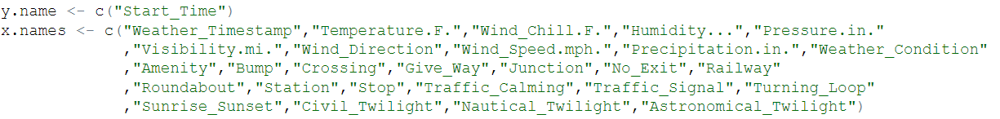 y.name <- c("Start_Time")
x.names <- c("Weather_Timestamp","Temperature.F.","Wind_Chill.F.","Humidity...","Pressure.in."
,"Visibility.mi.","Wind_Direction","Wind_Speed.mph.","Precipitation.in.","Weather_Condition"
,"Amenity","Bump","Crossing","Give_Way","Junction","No_Exit","Railway"
,"Roundabout","Station","Stop","Traffic_Calming","Traffic_Signal","Turning_Loop"
,"Sunrise_Sunset","Civil_Twilight","Nautical_Twilight","Astronomical_Twilight")